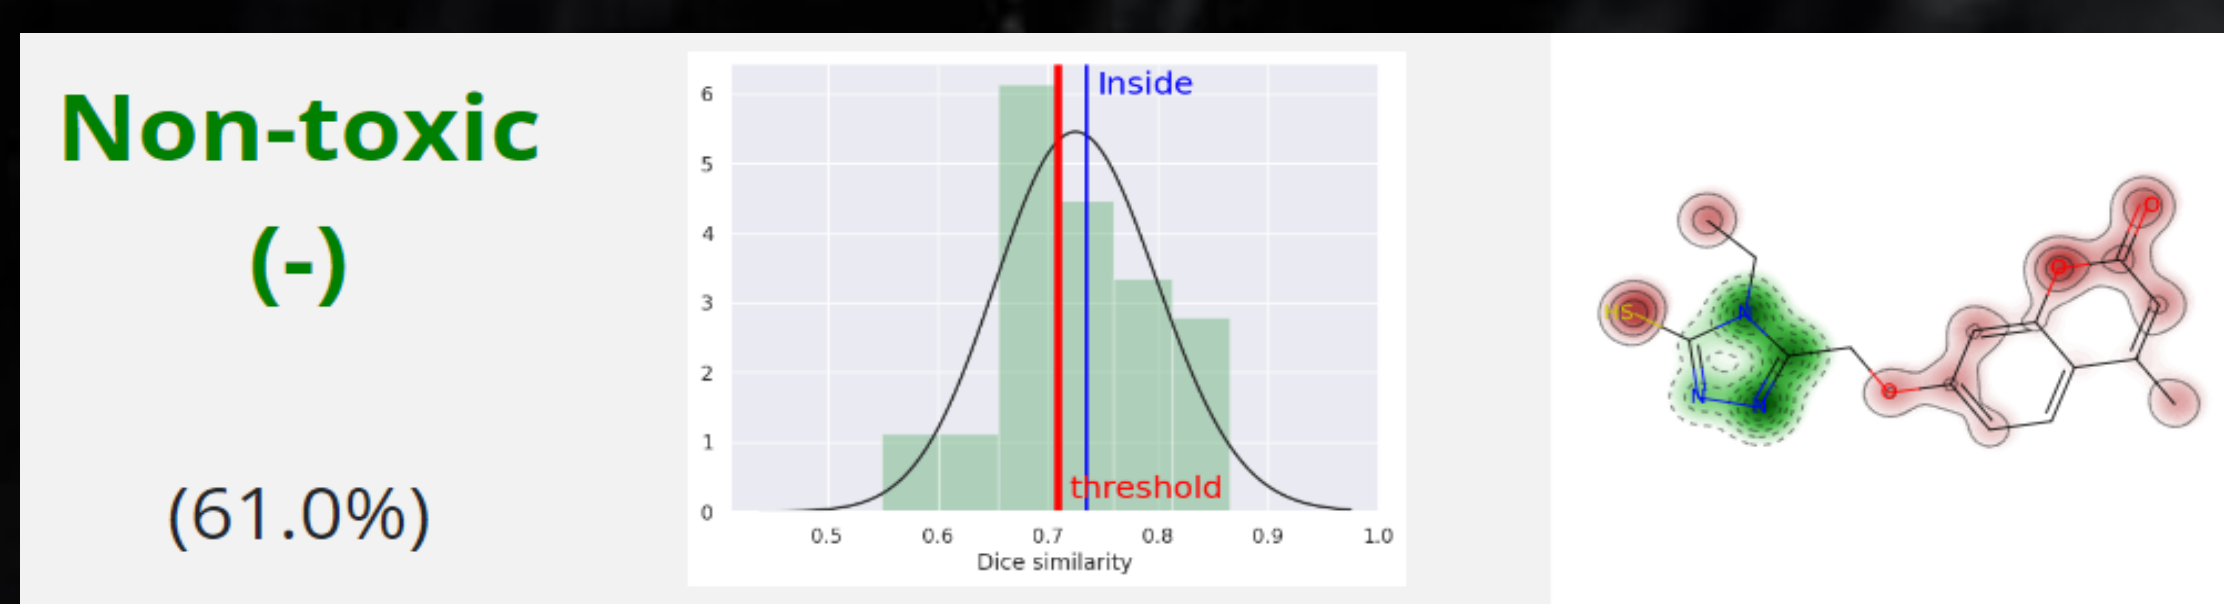 Non-toxic
(-)
(61.0%)
Inside
threshold
6
5
4
3
2
1
0
0.5 0.6 0.7 0.8 0.9 1.0
Dice similarity
O
O
N
HS
N
N
O